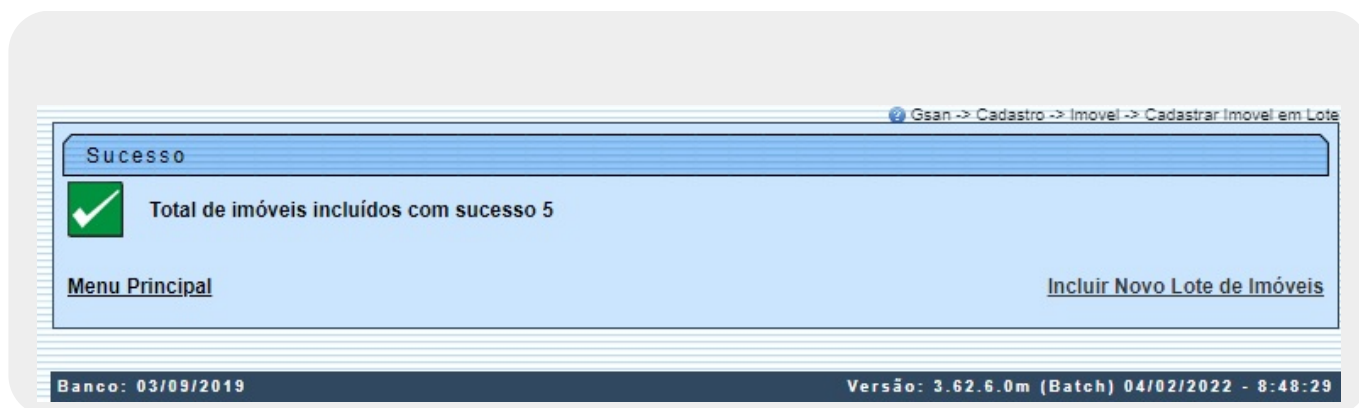 Gsan -> Cadastro -> Imovel -> Cadastrar Imovel em Lote
Sucesso
Total de imóveis incluídos com sucesso 5
Menu Principal
Incluir Novo Lote de Imóveis
Banco: 03/09/2019
Versão: 3.62.6.0m (Batch) 04/02/2022 - 8:48:29